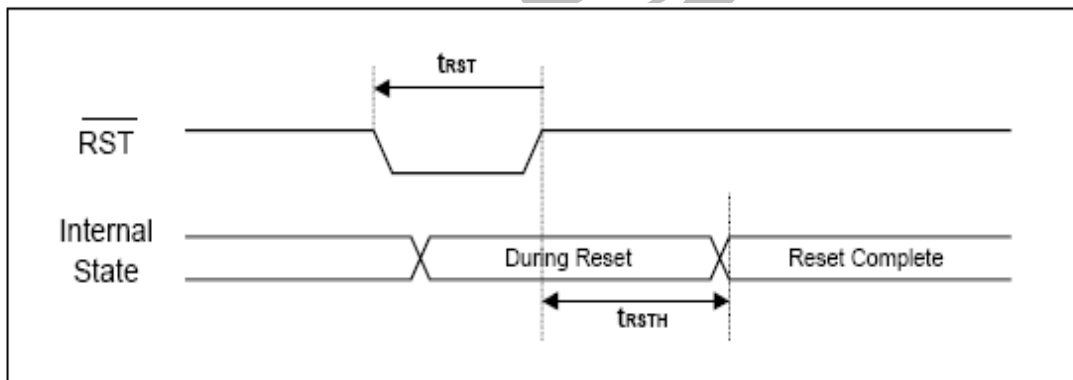 tRST
RST
Internal
State
During Reset
Reset Complete
tRSTH